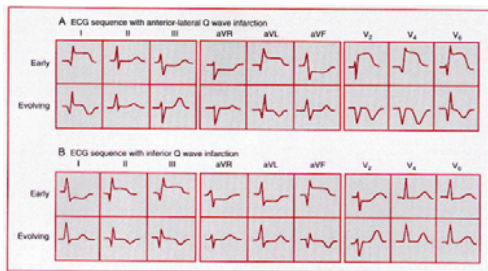 A ECG sequence with anterior-lateral Q wave infarction
I II III aVR aVL aVF V2 V4 V6
Early
Evolving
B ECG sequence with inferior Q wave infarction
I II III aVR aVL aVF V2 V4 V6
Early
Evolving